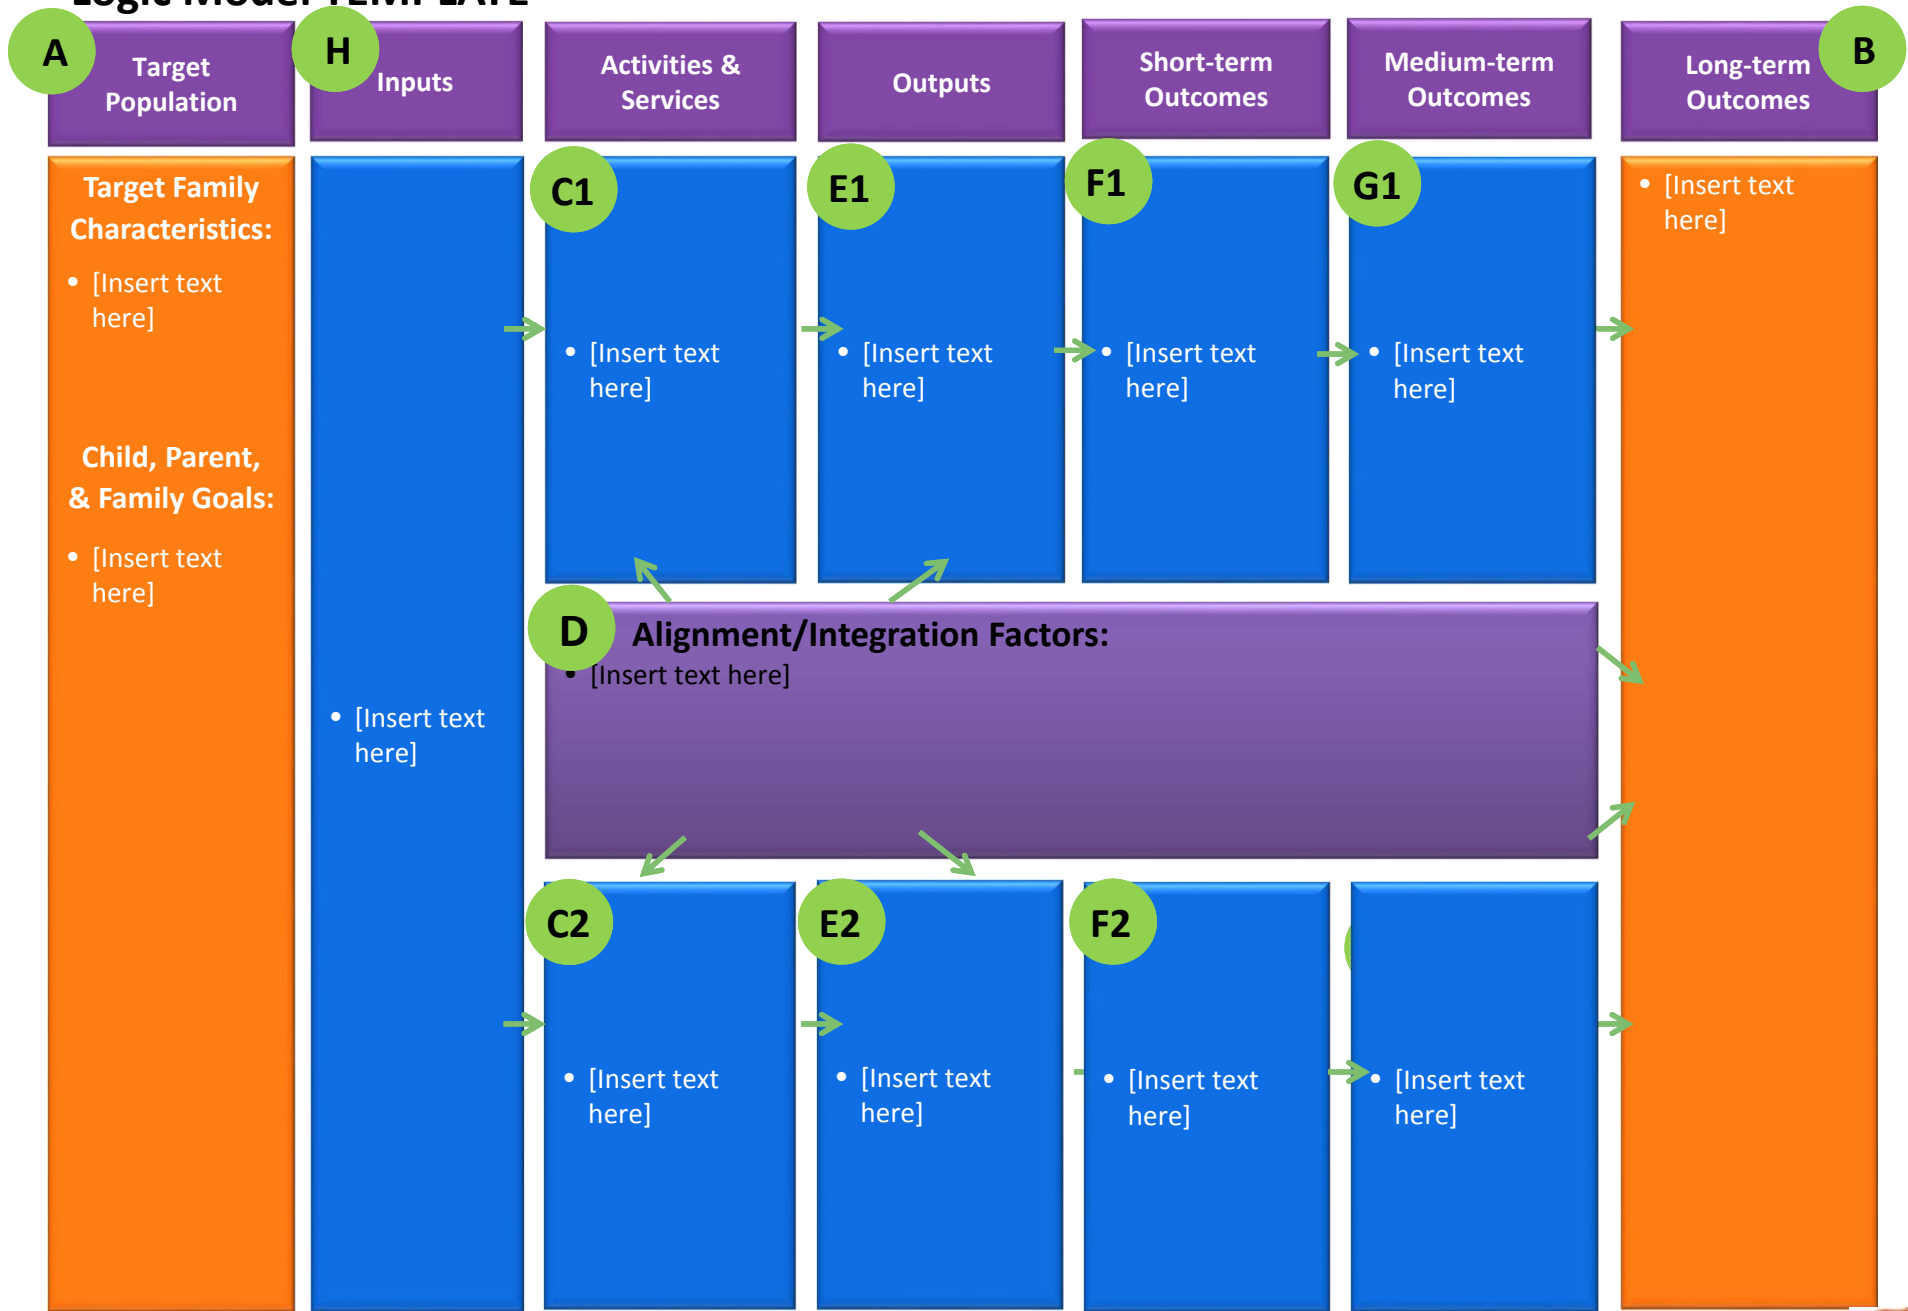 Logic Model TEMPLATE
A
Target
Population
H
Inputs
Activities &
Services
Outputs
Short-term
Outcomes
Medium-term
Outcomes
Long-term
Outcomes
B
Target Family
Characteristics:
• [Insert text
here]
Child, Parent,
& Family Goals:
• [Insert text
here]
• [Insert text
here]
C1
• [Insert text
here]
E1
• [Insert text
here]
F1
• [Insert text
here]
G1
• [Insert text
here]
• [Insert text
here]
D
Alignment/Integration Factors:
• [Insert text here]
C2
• [Insert text
here]
E2
• [Insert text
here]
F2
• [Insert text
here]
• [Insert text
here]